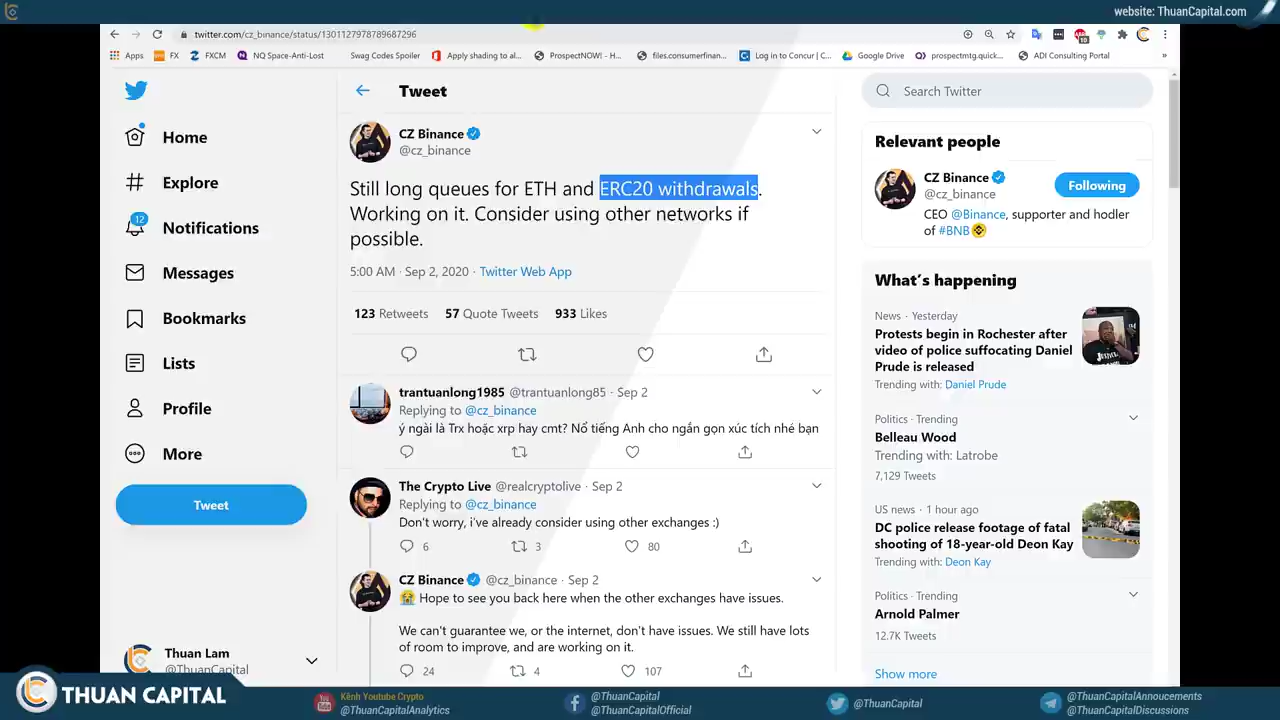 website: ThuanCapital.com
twitter.com/cz_binance/status/1301127978789687296
Apps
FX
FXCM
NQ Space-Anti-Lost
Swag Codes Spoiler
Apply shading to al...
ProspectNOW! - H...
files.consumerfinan...
Log in to Concur | C...
Google Drive
prospectmtg.quick...
ADI Consulting Portal
»
Home
Explore
12
Notifications
Messages
Bookmarks
Lists
Profile
More
Tweet
Thuan Lam
@ThuanCapital
Tweet
CZ Binance
@cz_binance
Still long queues for ETH and ERC20 withdrawals.
Working on it. Consider using other networks if
possible.
5:00 AM · Sep 2, 2020 · Twitter Web App
123 Retweets 57 Quote Tweets 933 Likes
trantuanlong1985 @trantuanlong85 · Sep 2
Replying to @cz_binance
ý ngài là Trx hoặc xrp hay cmt? Nổ tiếng Anh cho ngắn gọn xúc tích nhé bạn
The Crypto Live @realcryptolive · Sep 2
Replying to @cz_binance
Don't worry, i've already consider using other exchanges :)
6 3 80
CZ Binance @cz_binance · Sep 2
😭 Hope to see you back here when the other exchanges have issues.
We can't guarantee we, or the internet, don't have issues. We still have lots
of room to improve, and are working on it.
24 4 107
Search Twitter
Relevant people
CZ Binance
@cz_binance
Following
CEO @Binance, supporter and hodler
of #BNB
What's happening
News · Yesterday
Protests begin in Rochester after
video of police suffocating Daniel
Prude is released
Trending with: Daniel Prude
Politics · Trending
Belleau Wood
Trending with: Latrobe
7,129 Tweets
US news · 1 hour ago
DC police release footage of fatal
shooting of 18-year-old Deon Kay
Trending with: Deon Kay
Politics · Trending
Arnold Palmer
12.7K Tweets
Show more
THUAN CAPITAL
Kênh Youtube Crypto
@ThuanCapitalAnalytics
@ThuanCapital
@ThuanCapitalOfficial
@ThuanCapital
@ThuanCapitalAnnoucements
@ThuanCapitalDiscussions